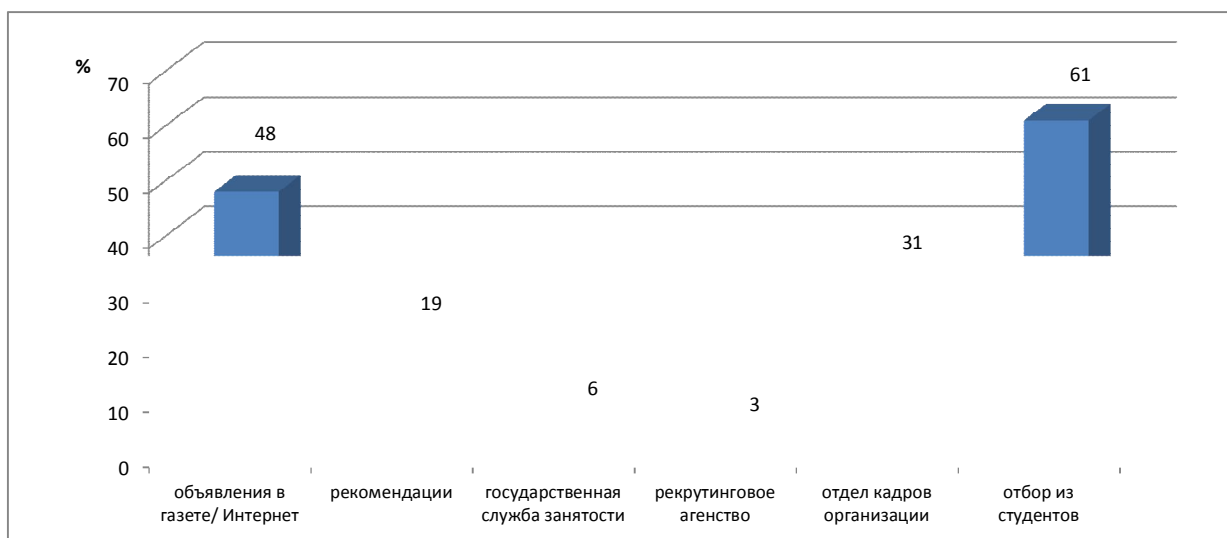 %
70
60
50
40
30
20
10
0
48
19
6
3
31
61
объявления в
газете/ Интернет
рекомендации
государственная
служба занятости
рекрутинговое
агенство
отдел кадров
организации
отбор из
студентов